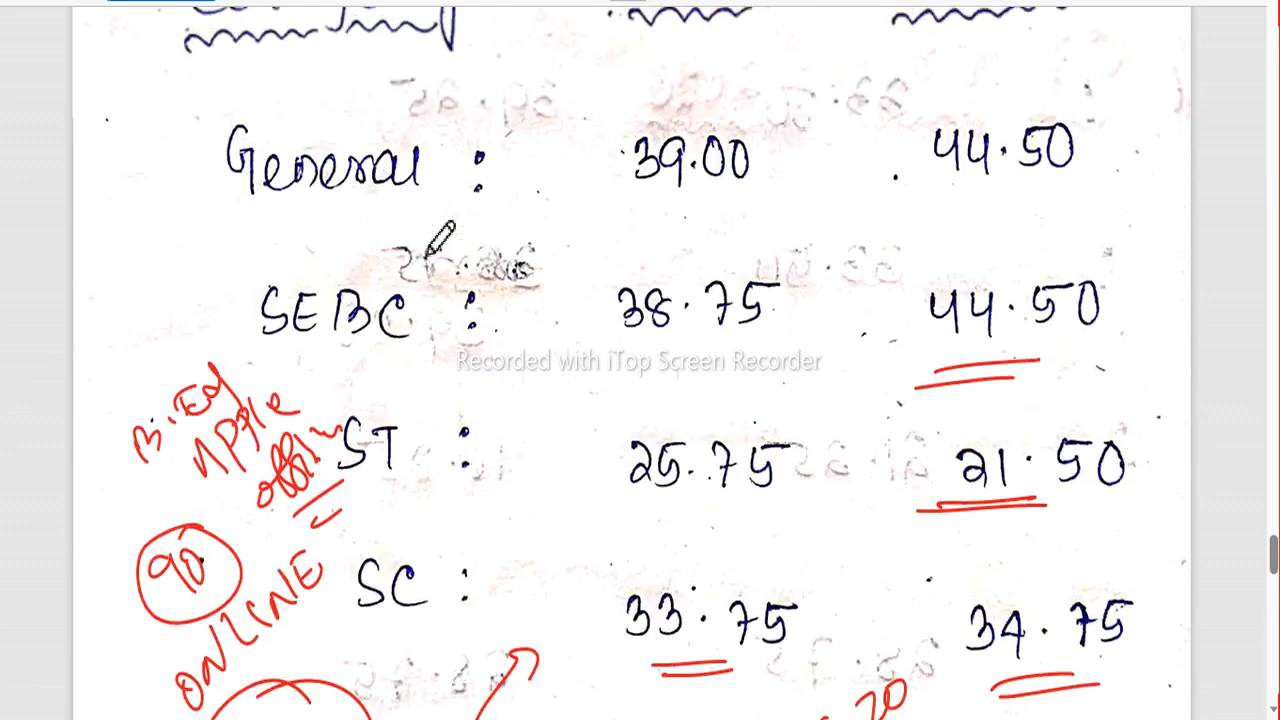 General : 39.00 44.50
SEBC : 38.75 44.50
Recorded with iTop Screen Recorder
B.Ed
Apple
ST : 25.75 21.50
90
ONLINE
SC : 33.75 34.75
20